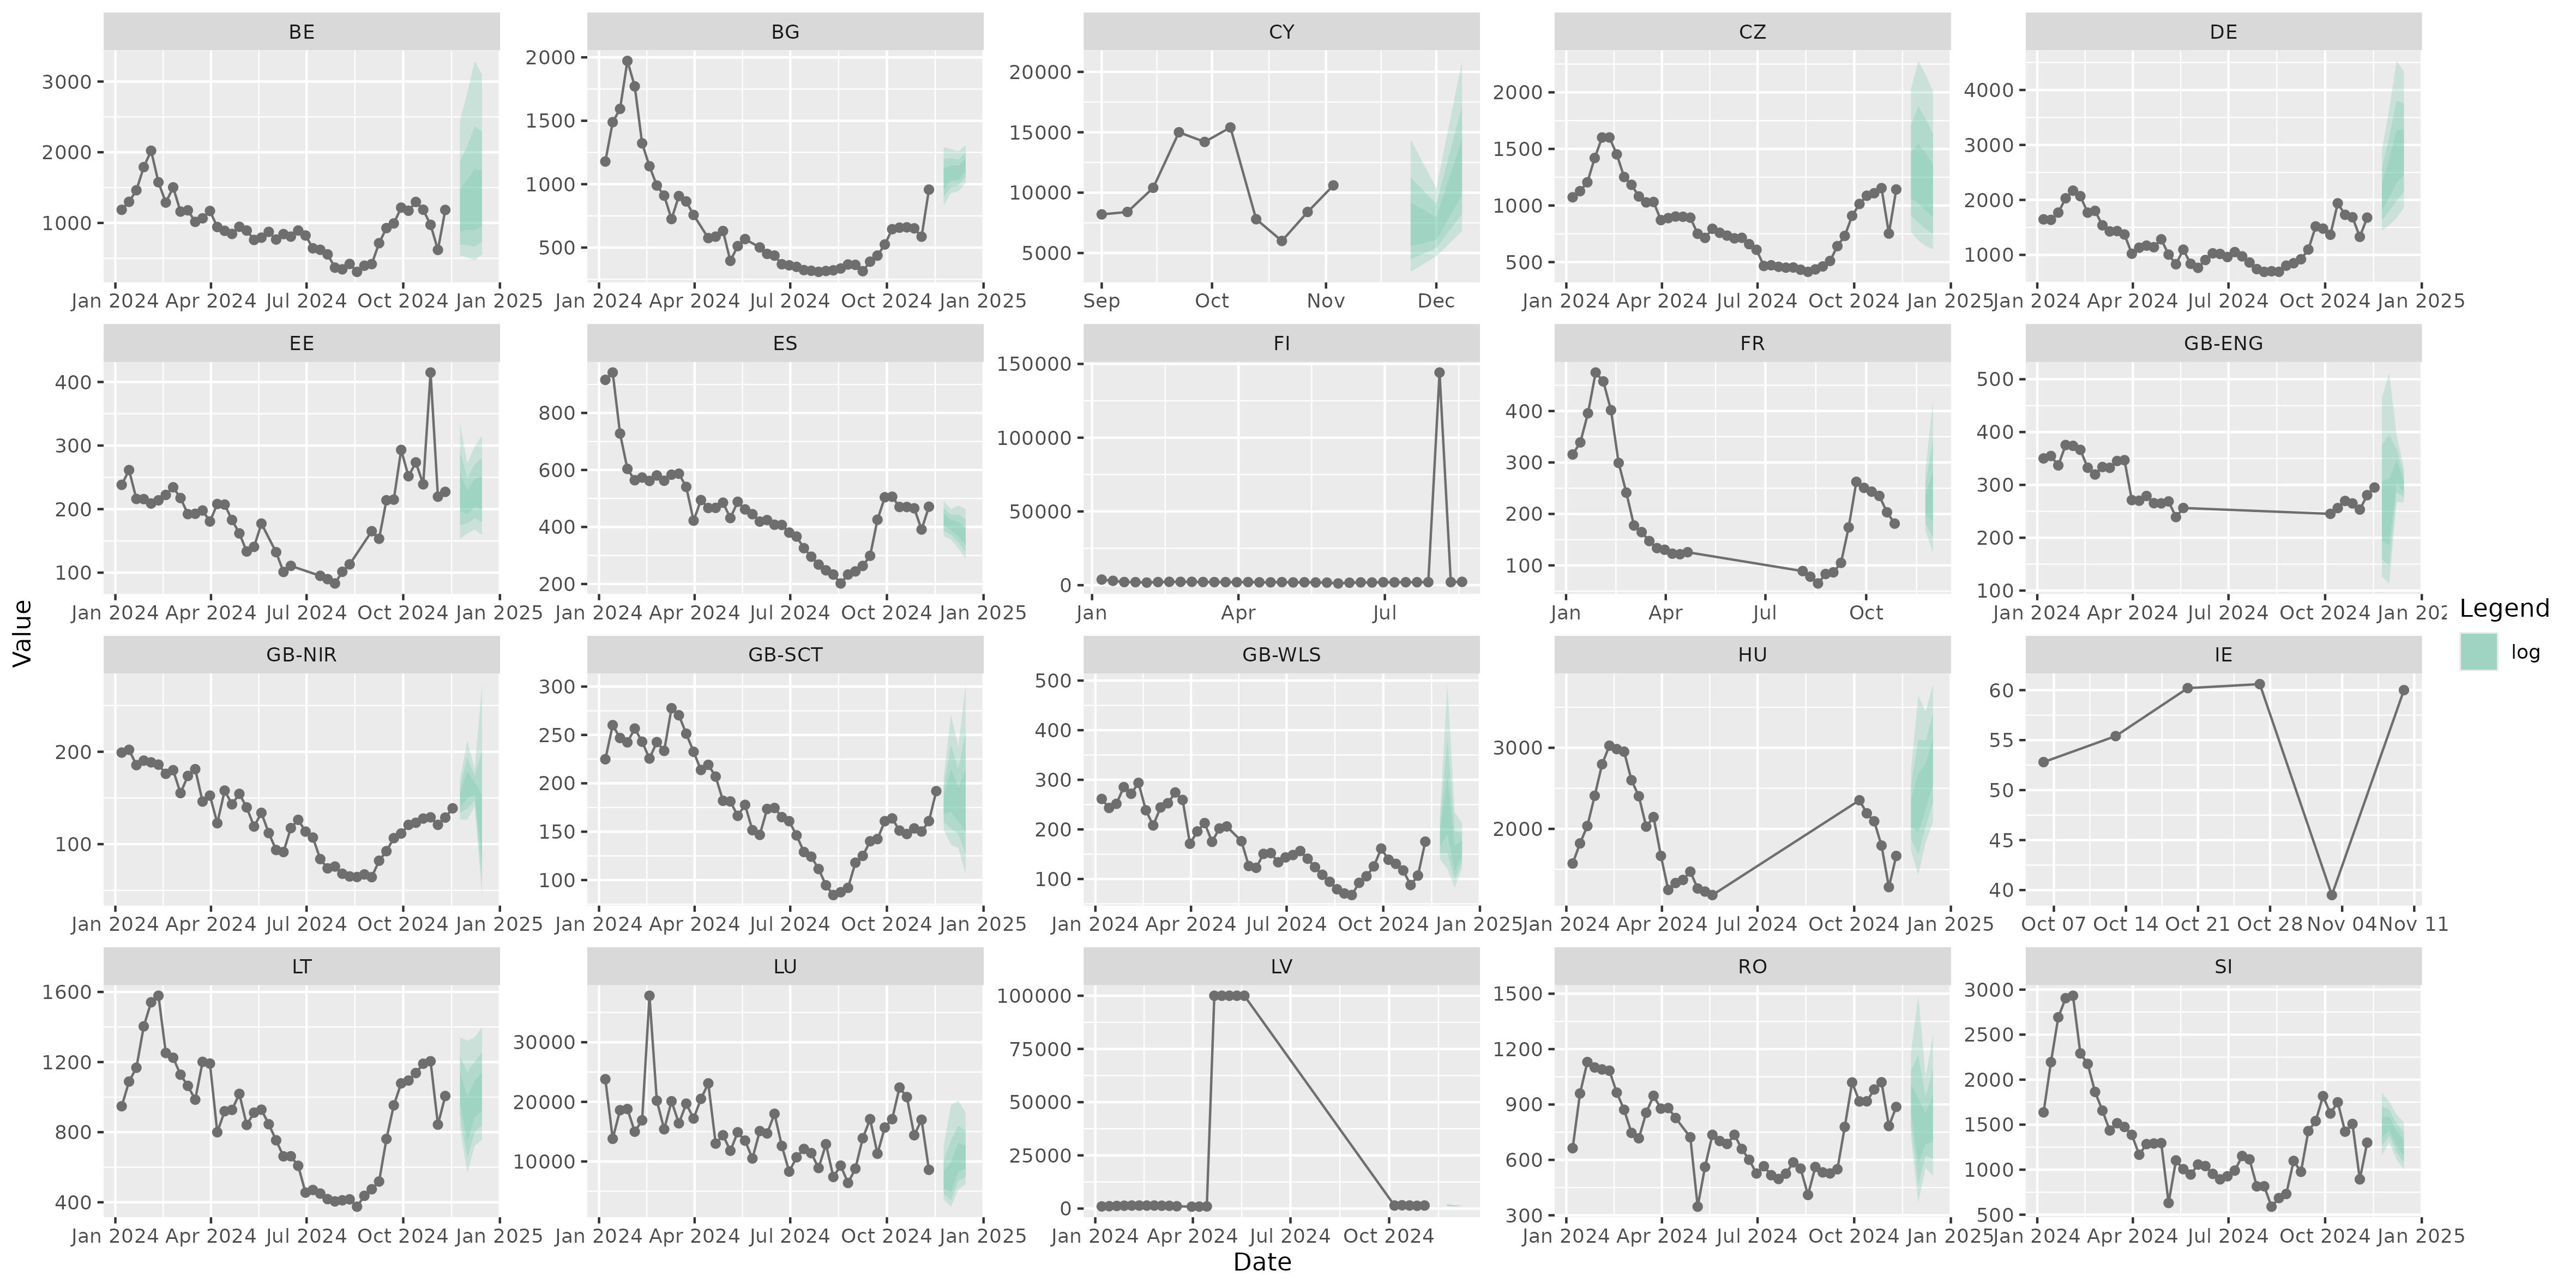 BE BG CY CZ DE
3000 2000 1000
Jan 2024 Apr 2024 Jul 2024 Oct 2024 Jan 2025
2000 1500 1000 500
Jan 2024 Apr 2024 Jul 2024 Oct 2024 Jan 2025
20000 15000 10000 5000
Sep Oct Nov Dec
2000 1500 1000 500
Jan 2024 Apr 2024 Jul 2024 Oct 2024 Jan 2025
4000 3000 2000 1000
Jan 2024 Apr 2024 Jul 2024 Oct 2024 Jan 2025
EE ES FI FR GB-ENG
400 300 200 100
Jan 2024 Apr 2024 Jul 2024 Oct 2024 Jan 2025
800 600 400 200
Jan 2024 Apr 2024 Jul 2024 Oct 2024 Jan 2025
150000 100000 50000 0
Jan Apr Jul
400 300 200 100
Jan Apr Jul Oct
500 400 300 200 100
Jan 2024 Apr 2024 Jul 2024 Oct 2024 Jan 202
GB-NIR GB-SCT GB-WLS HU IE
200 100
Jan 2024 Apr 2024 Jul 2024 Oct 2024 Jan 2025
300 250 200 150 100
Jan 2024 Apr 2024 Jul 2024 Oct 2024 Jan 2025
500 400 300 200 100
Jan 2024 Apr 2024 Jul 2024 Oct 2024 Jan 2025
3000 2000
Jan 2024 Apr 2024 Jul 2024 Oct 2024 Jan 2025
60 55 50 45 40
Oct 07 Oct 14 Oct 21 Oct 28 Nov 04 Nov 11
LT LU LV RO SI
1600 1200 800 400
Jan 2024 Apr 2024 Jul 2024 Oct 2024 Jan 2025
30000 20000 10000
Jan 2024 Apr 2024 Jul 2024 Oct 2024 Jan 2025
100000 75000 50000 25000 0
Jan 2024 Apr 2024 Jul 2024 Oct 2024
1500 1200 900 600 300
Jan 2024 Apr 2024 Jul 2024 Oct 2024 Jan 2025
3000 2500 2000 1500 1000 500
Jan 2024 Apr 2024 Jul 2024 Oct 2024 Jan 2025
Value
Date
Legend
log